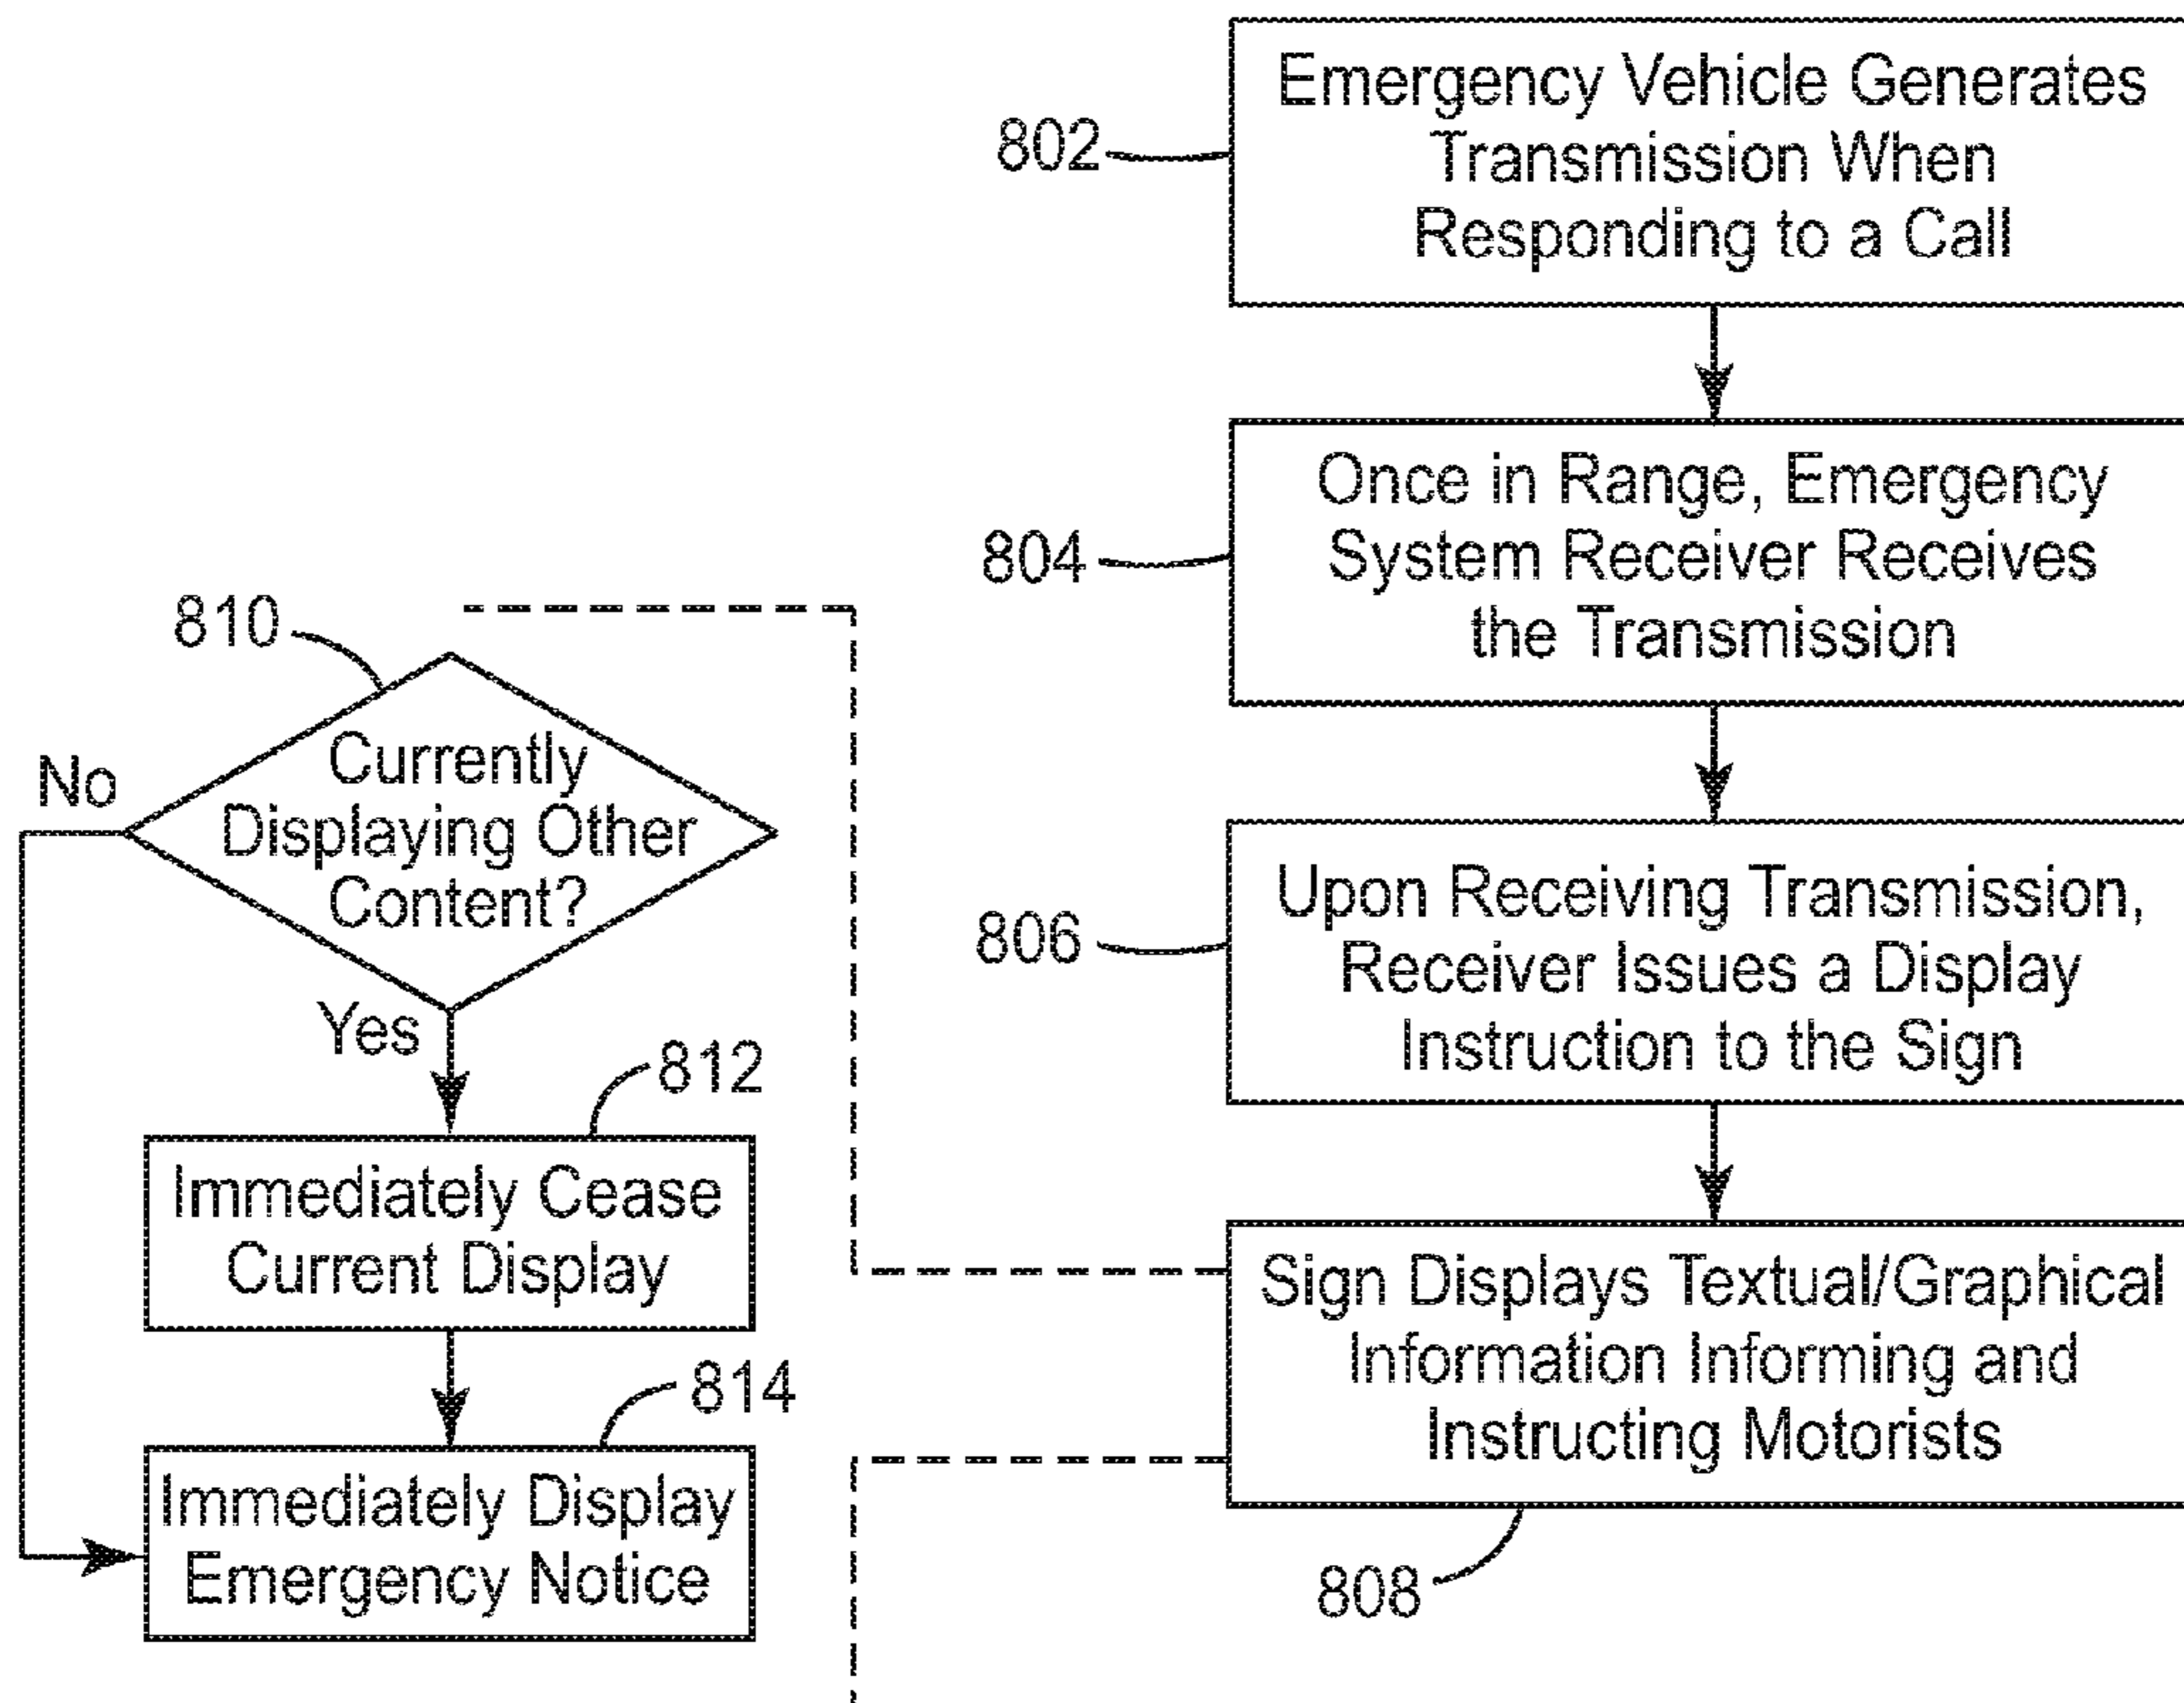 802
Emergency Vehicle Generates
Transmission When
Responding to a Call
804
Once in Range, Emergency
System Receiver Receives
the Transmission
806
Upon Receiving Transmission,
Receiver Issues a Display
Instruction to the Sign
Sign Displays Textual/Graphical
Information Informing and
Instructing Motorists
808
810
Currently
Displaying Other
Content?
No
Yes
812
Immediately Cease
Current Display
814
Immediately Display
Emergency Notice